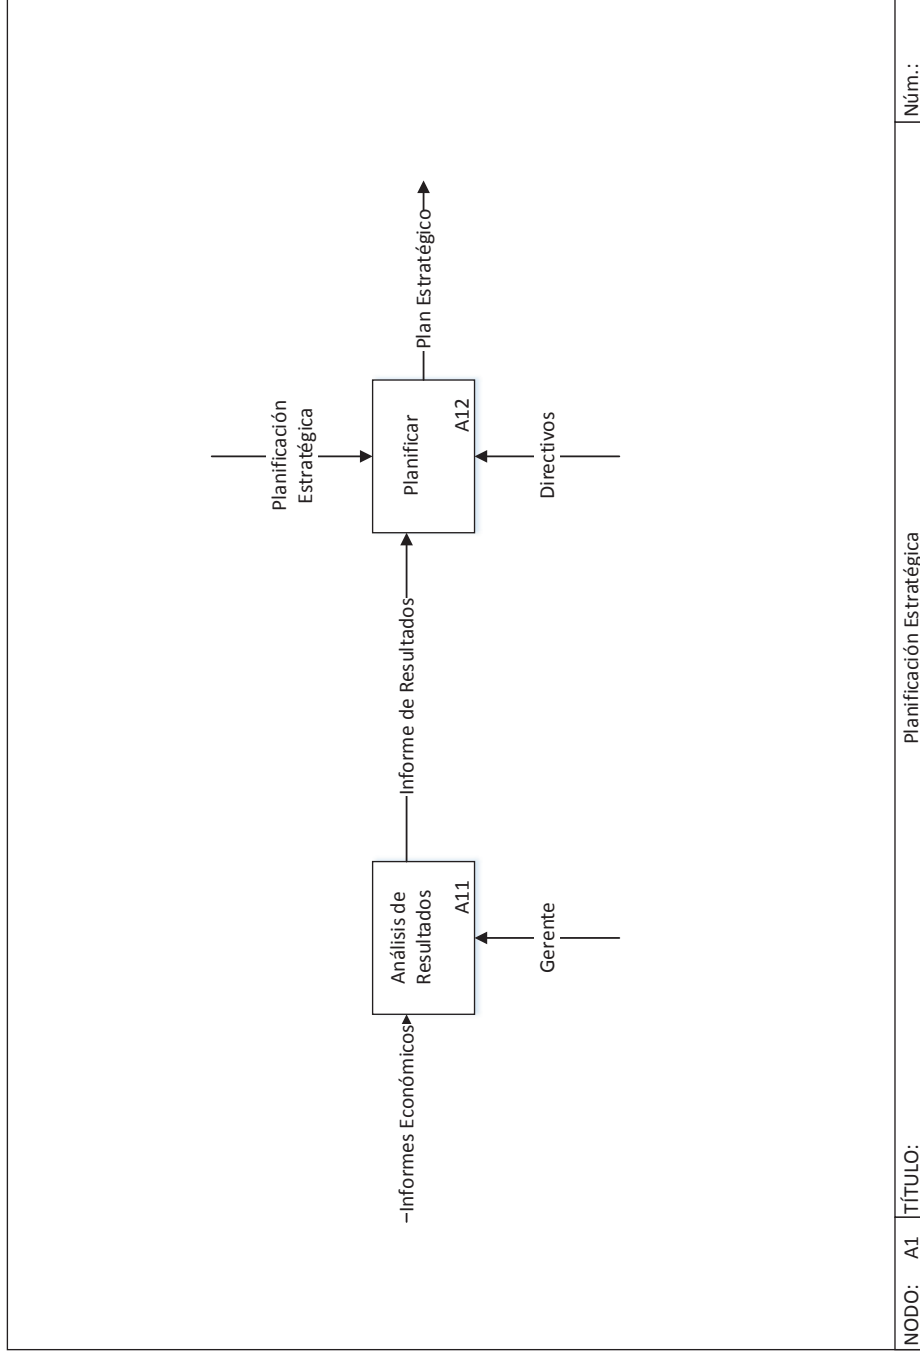 Planificación
Estratégica
–Informes Económicos
Análisis de
Resultados
A11
Informe de Resultados
Planificar
A12
Plan Estratégico
Gerente
Directivos
NODO: A1
TÍTULO:
Planificación Estratégica
Núm.: